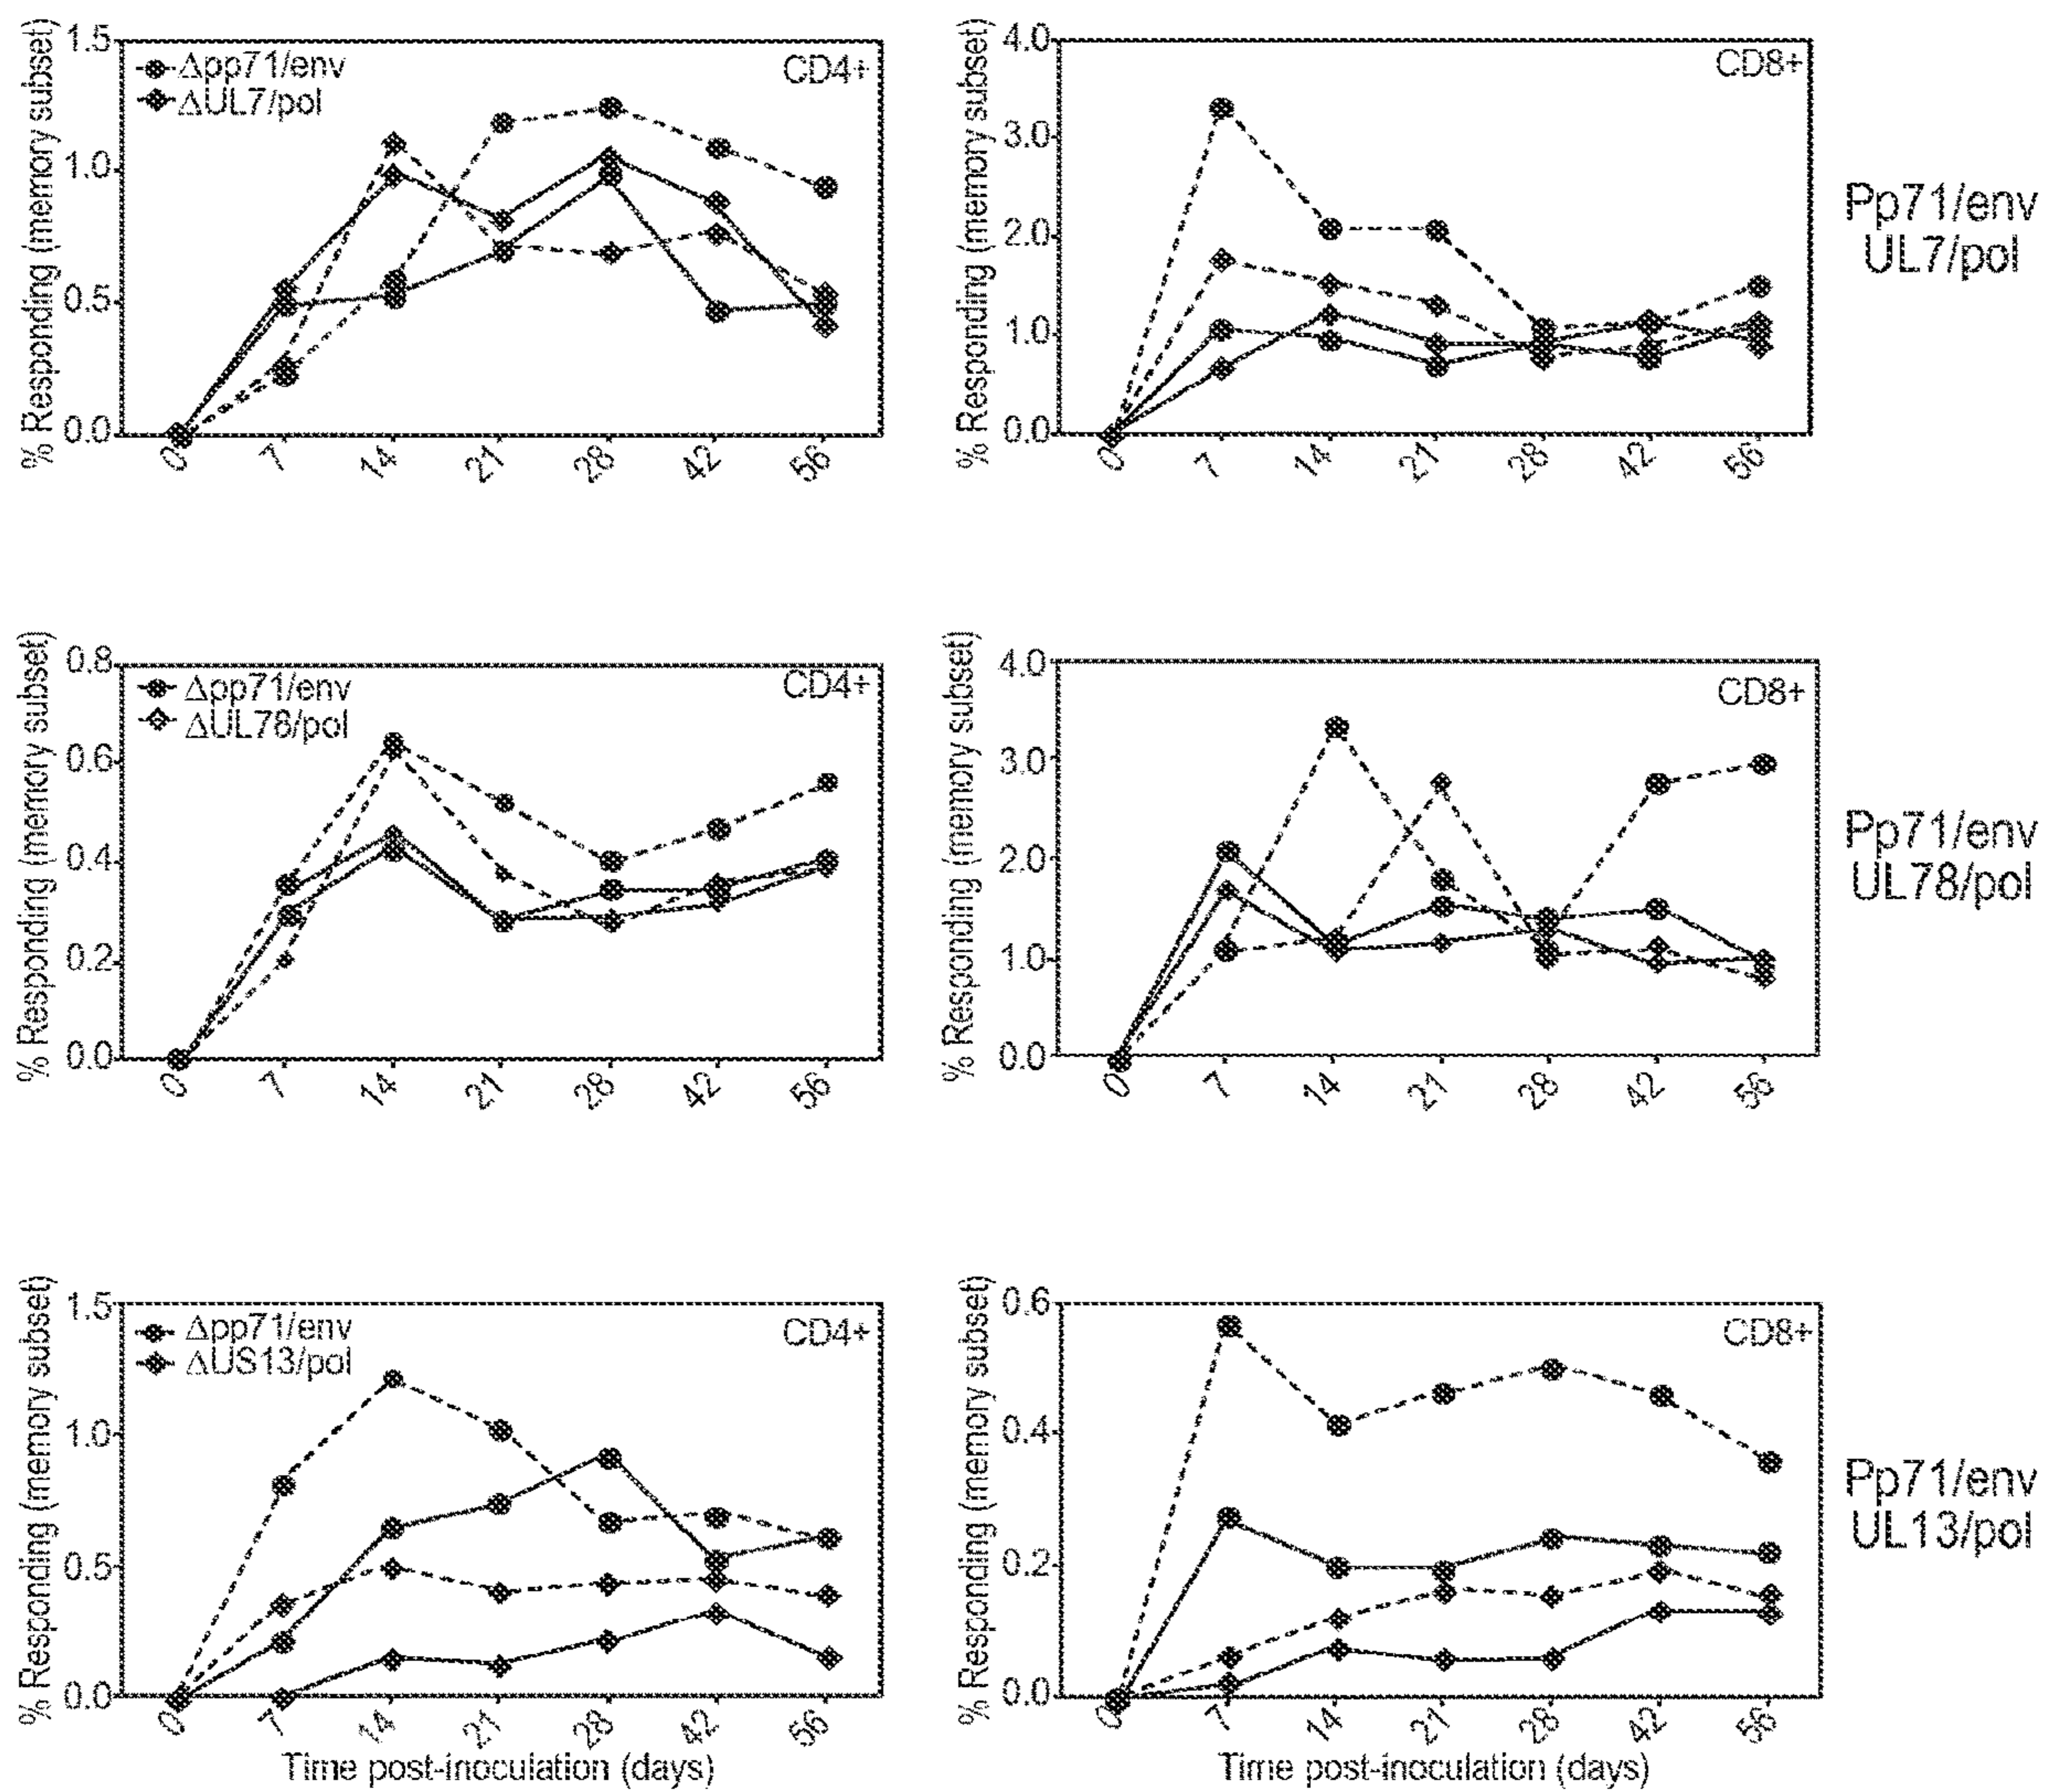 % Responding (memory subset)
1.5
1.0
0.5
0.0
Δpp71/env
ΔUL7/pol
CD4+
0 7 14 21 28 42 56
% Responding (memory subset)
4.0
3.0
2.0
1.0
0.0
CD8+
0 7 14 21 28 42 56
Pp71/env
UL7/pol
% Responding (memory subset)
0.8
0.6
0.4
0.2
0.0
Δpp71/env
ΔUL78/pol
CD4+
0 7 14 21 28 42 56
% Responding (memory subset)
4.0
3.0
2.0
1.0
0.0
CD8+
0 7 14 21 28 42 56
Pp71/env
UL78/pol
% Responding (memory subset)
1.5
1.0
0.5
0.0
Δpp71/env
ΔUS13/pol
CD4+
0 7 14 21 28 42 56
Time post-inoculation (days)
% Responding (memory subset)
0.6
0.4
0.2
0.0
CD8+
0 7 14 21 28 42 56
Time post-inoculation (days)
Pp71/env
UL13/pol